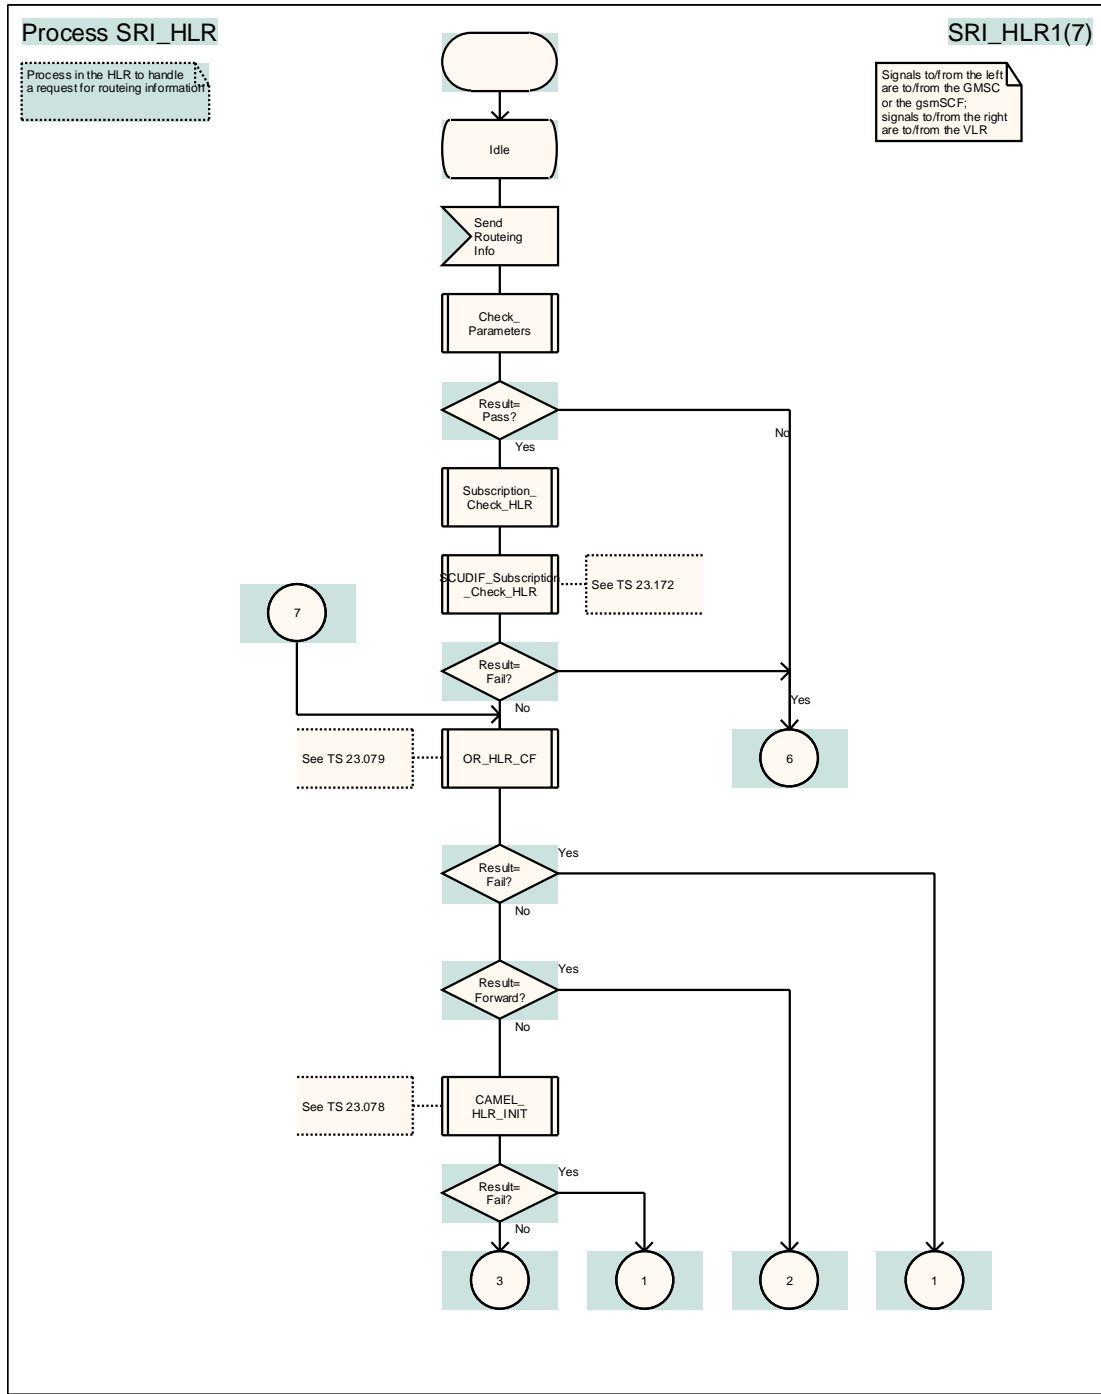 Process SRI_HLR
SRI_HLR1(7)
Process in the HLR to handle
a request for routeing information
Signals to/from the left
are to/from the GMSC
or the gsmSCF;
signals to/from the right
are to/from the VLR
Idle
Send
Routeing
Info
Check_
Parameters
Result=
Pass?
No
Yes
Subscription_
Check_HLR
SCUDIF_Subscription
_Check_HLR
See TS 23.172
7
Result=
Fail?
Yes
No
See TS 23.079
OR_HLR_CF
6
Result=
Fail?
Yes
No
Result=
Forward?
Yes
No
See TS 23.078
CAMEL_
HLR_INIT
Result=
Fail?
Yes
No
3
1
2
1